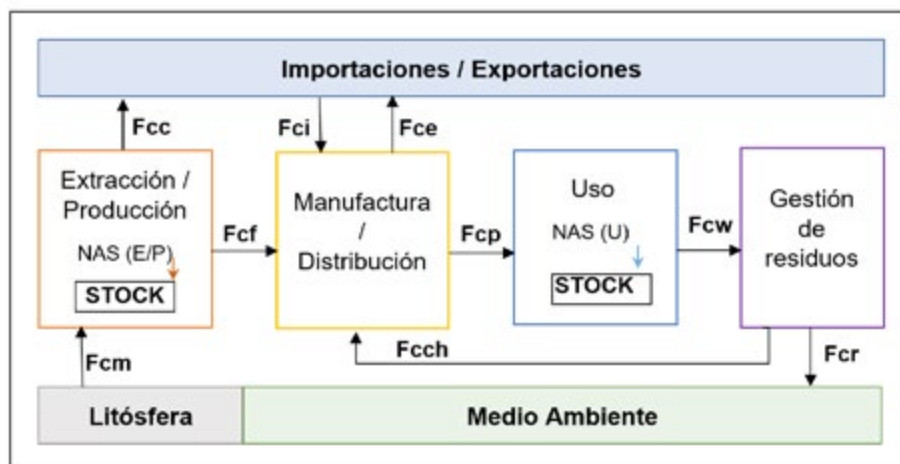 Importaciones / Exportaciones
Fcc
Fci
Fce
Extracción /
Producción
NAS (E/P)
STOCK
Fcf
Manufactura
/
Distribución
Fcp
Uso
NAS (U)
STOCK
Fcw
Gestión
de
residuos
Fcm
Fcch
Fcr
Litósfera
Medio Ambiente